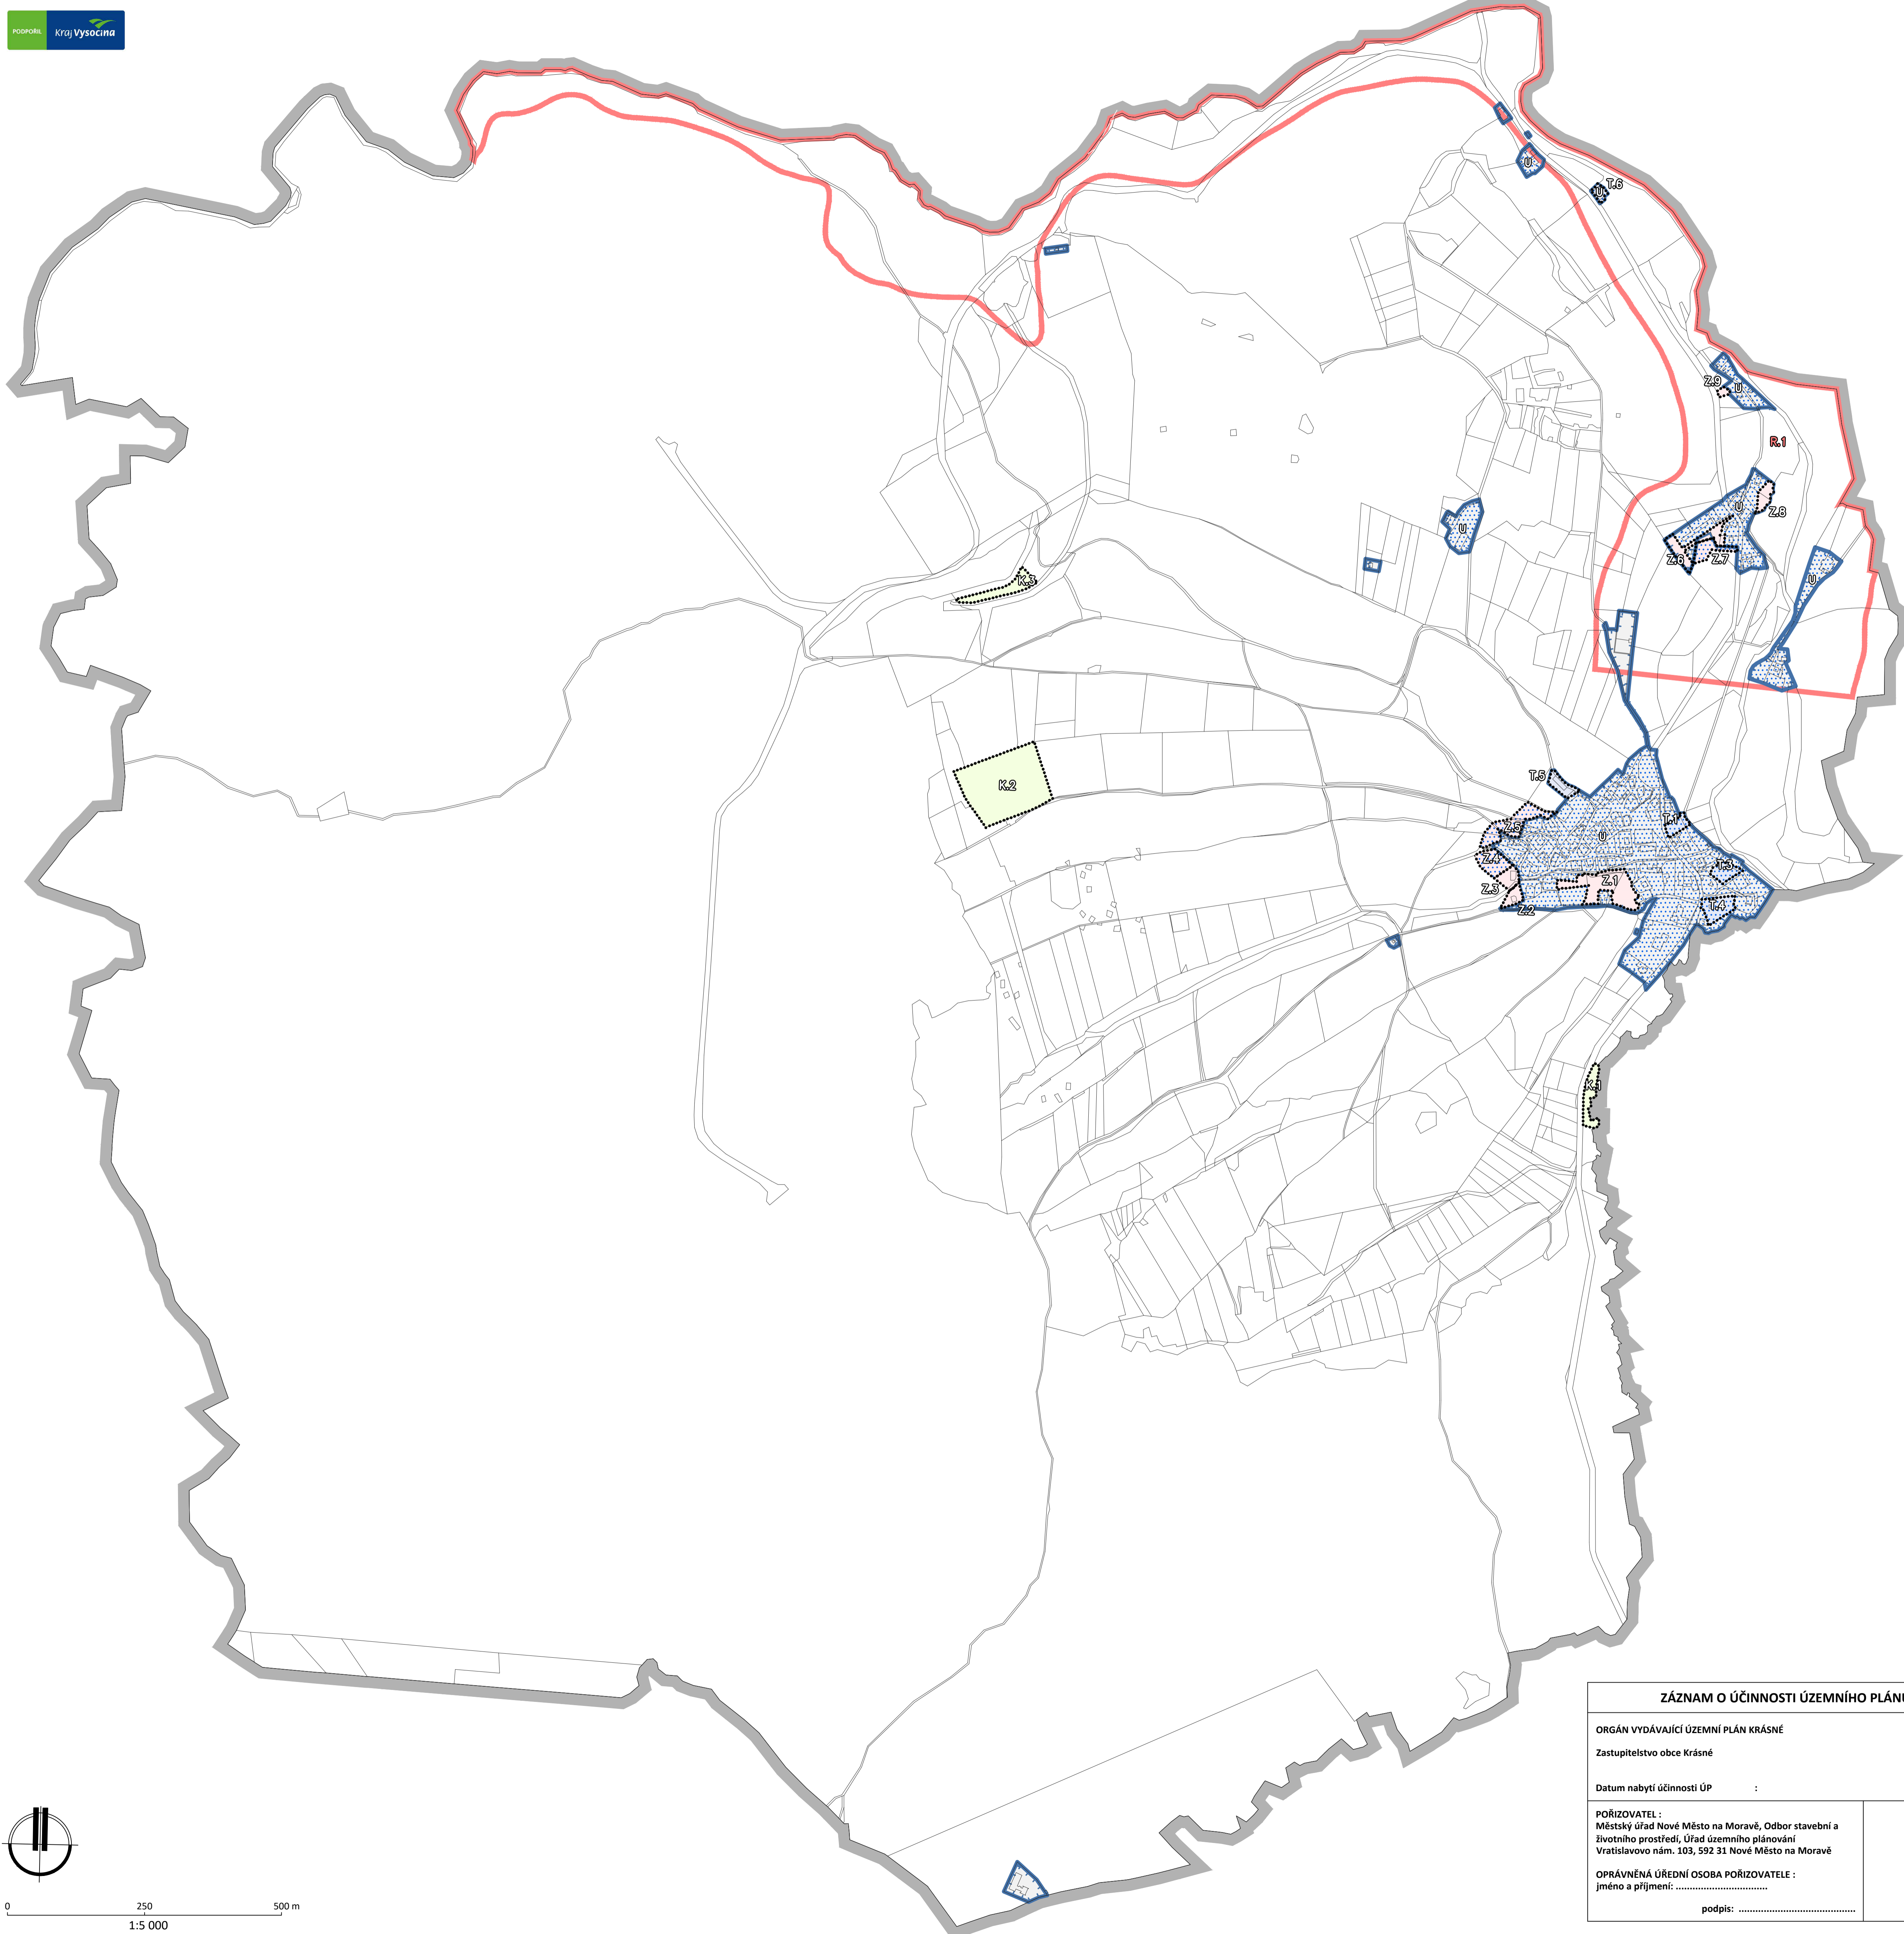 PODPOŘIL
Kraj Vysočina
U
T.6
U
Z.9
U
R.1
U
Z.8
U
Z.6
Z.7
K.3
U
K.2
T.5
Z.5
U
T.1
Z.4
T.3
Z.3
Z.1
Z.2
T.4
K.1
ZÁZNAM O ÚČINNOSTI ÚZEMNÍHO PLÁNU
ORGÁN VYDÁVAJÍCÍ ÚZEMNÍ PLÁN KRÁSNÉ
Zastupitelstvo obce Krásné
Datum nabytí účinnosti ÚP :
POŘIZOVATEL :
Městský úřad Nové Město na Moravě, Odbor stavební a
životního prostředí, Úřad územního plánování
Vratislavovo nám. 103, 592 31 Nové Město na Moravě
OPRÁVNĚNÁ ÚŘEDNÍ OSOBA POŘIZOVATELE :
jméno a příjmení: .................................
podpis: ..........................................
0 250 500 m
1:5 000